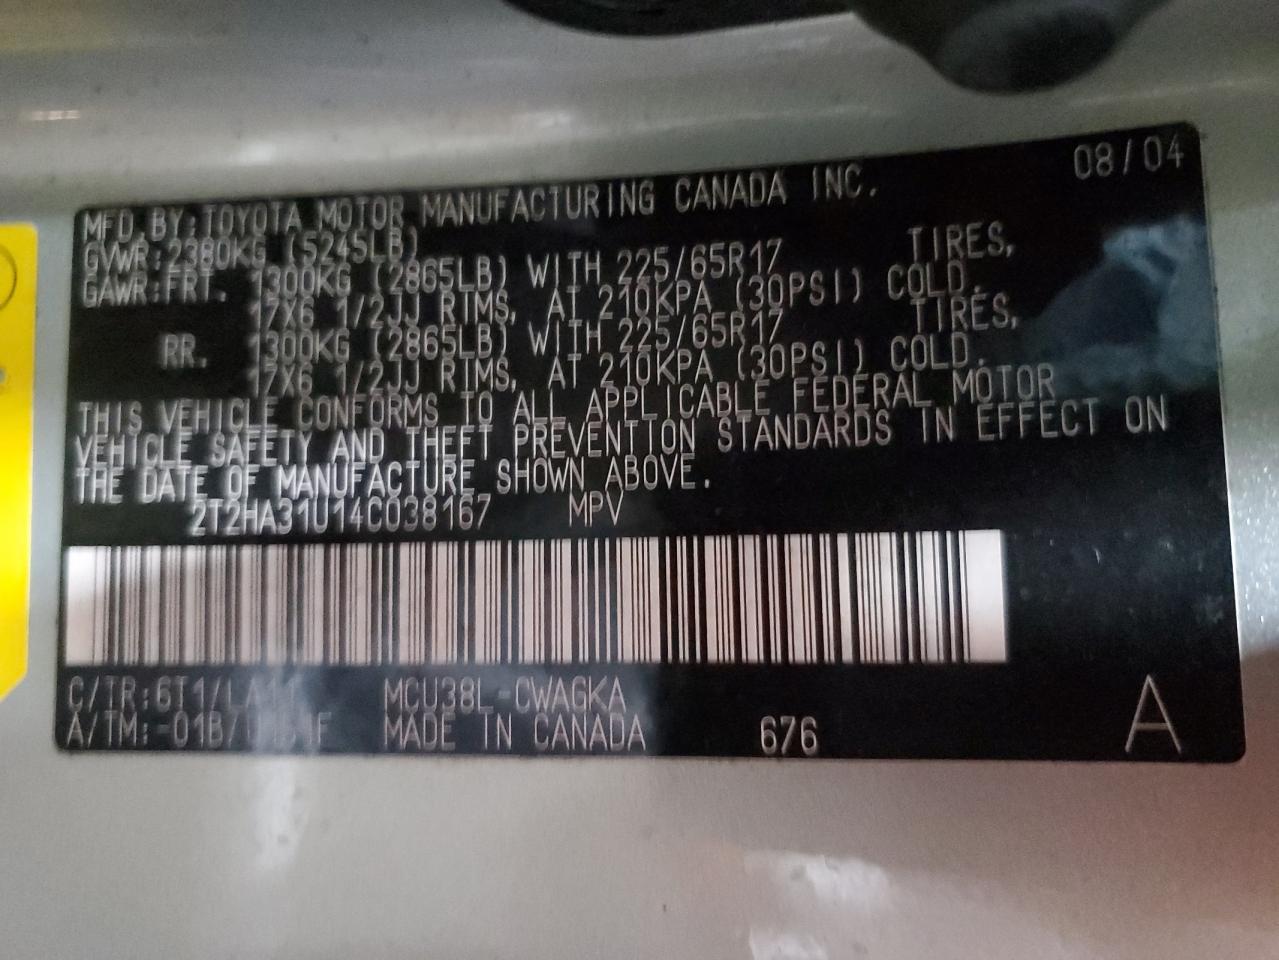 08/04
MFD.BY:TOYOTA MOTOR MANUFACTURING CANADA INC.
GVWR:2380KG (5245LB)
GAWR:FRT. 1300KG (2865LB) WITH 225/65R17 TIRES,
17X6 1/2JJ RIMS, AT 210KPA (30PSI) COLD.
RR. 1300KG (2865LB) WITH 225/65R17 TIRES,
17X6 1/2JJ RIMS, AT 210KPA (30PSI) COLD.
THIS VEHICLE CONFORMS TO ALL APPLICABLE FEDERAL MOTOR
VEHICLE SAFETY AND THEFT PREVENTION STANDARDS IN EFFECT ON
THE DATE OF MANUFACTURE SHOWN ABOVE.
2T2HA31U14C038167 MPV
C/TR:6T1/ MCU38L-CWAGKA
A/TM: MADE IN CANADA 676
A